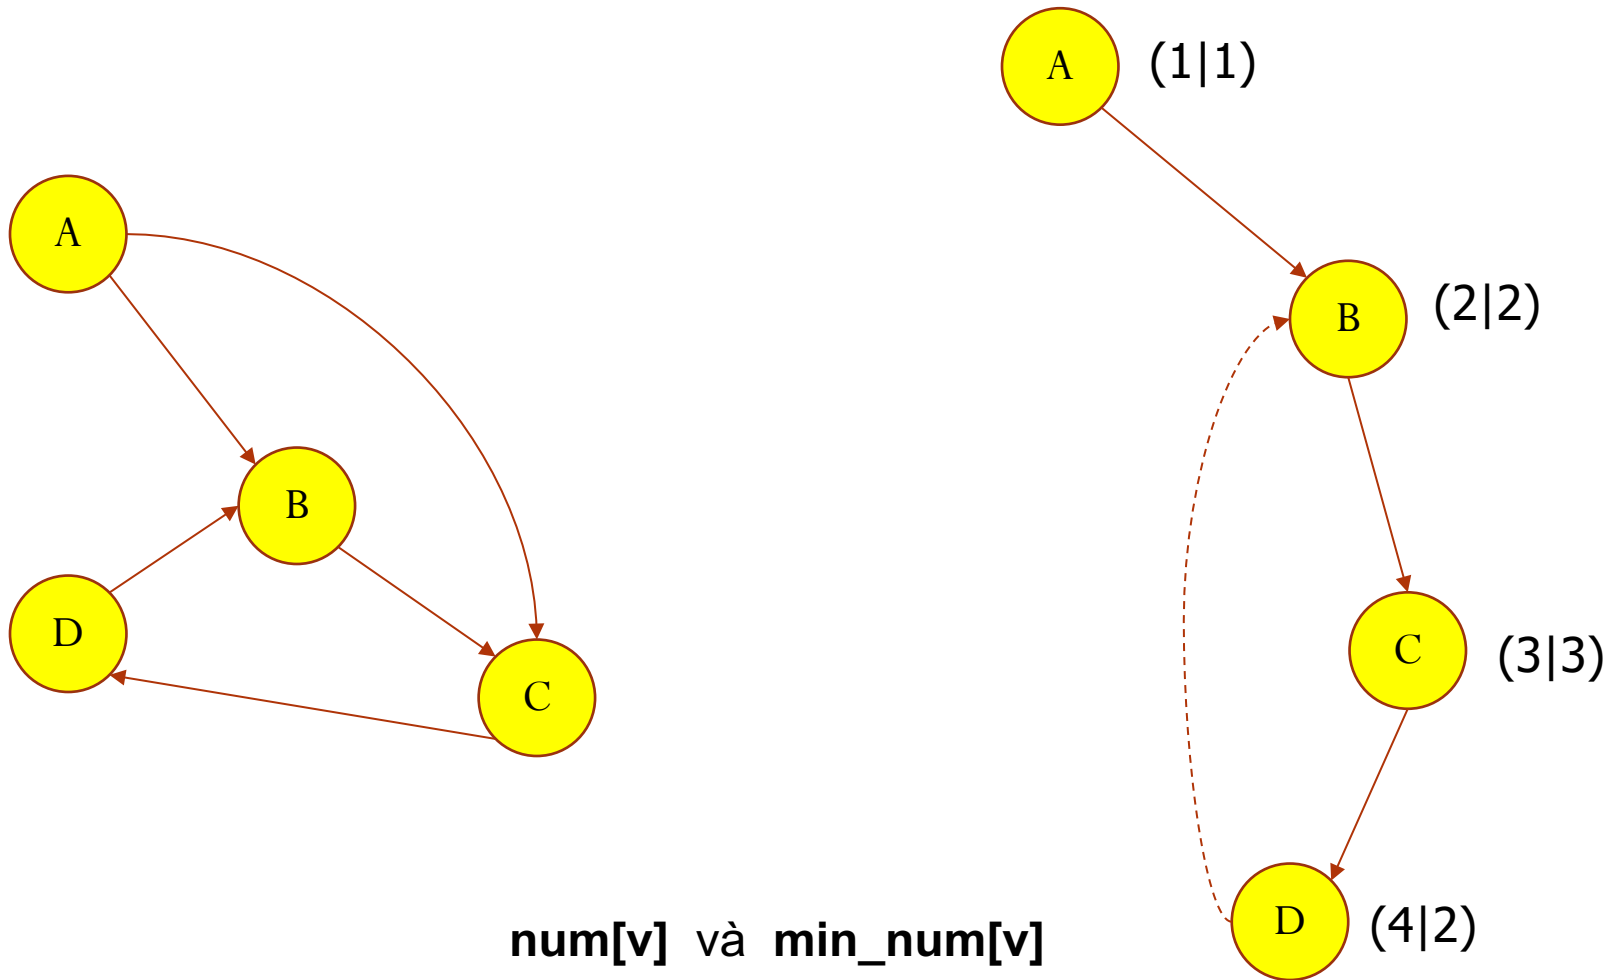 A
B
D
C
A (1|1)
B (2|2)
C (3|3)
D (4|2)
num[v] và min_num[v]